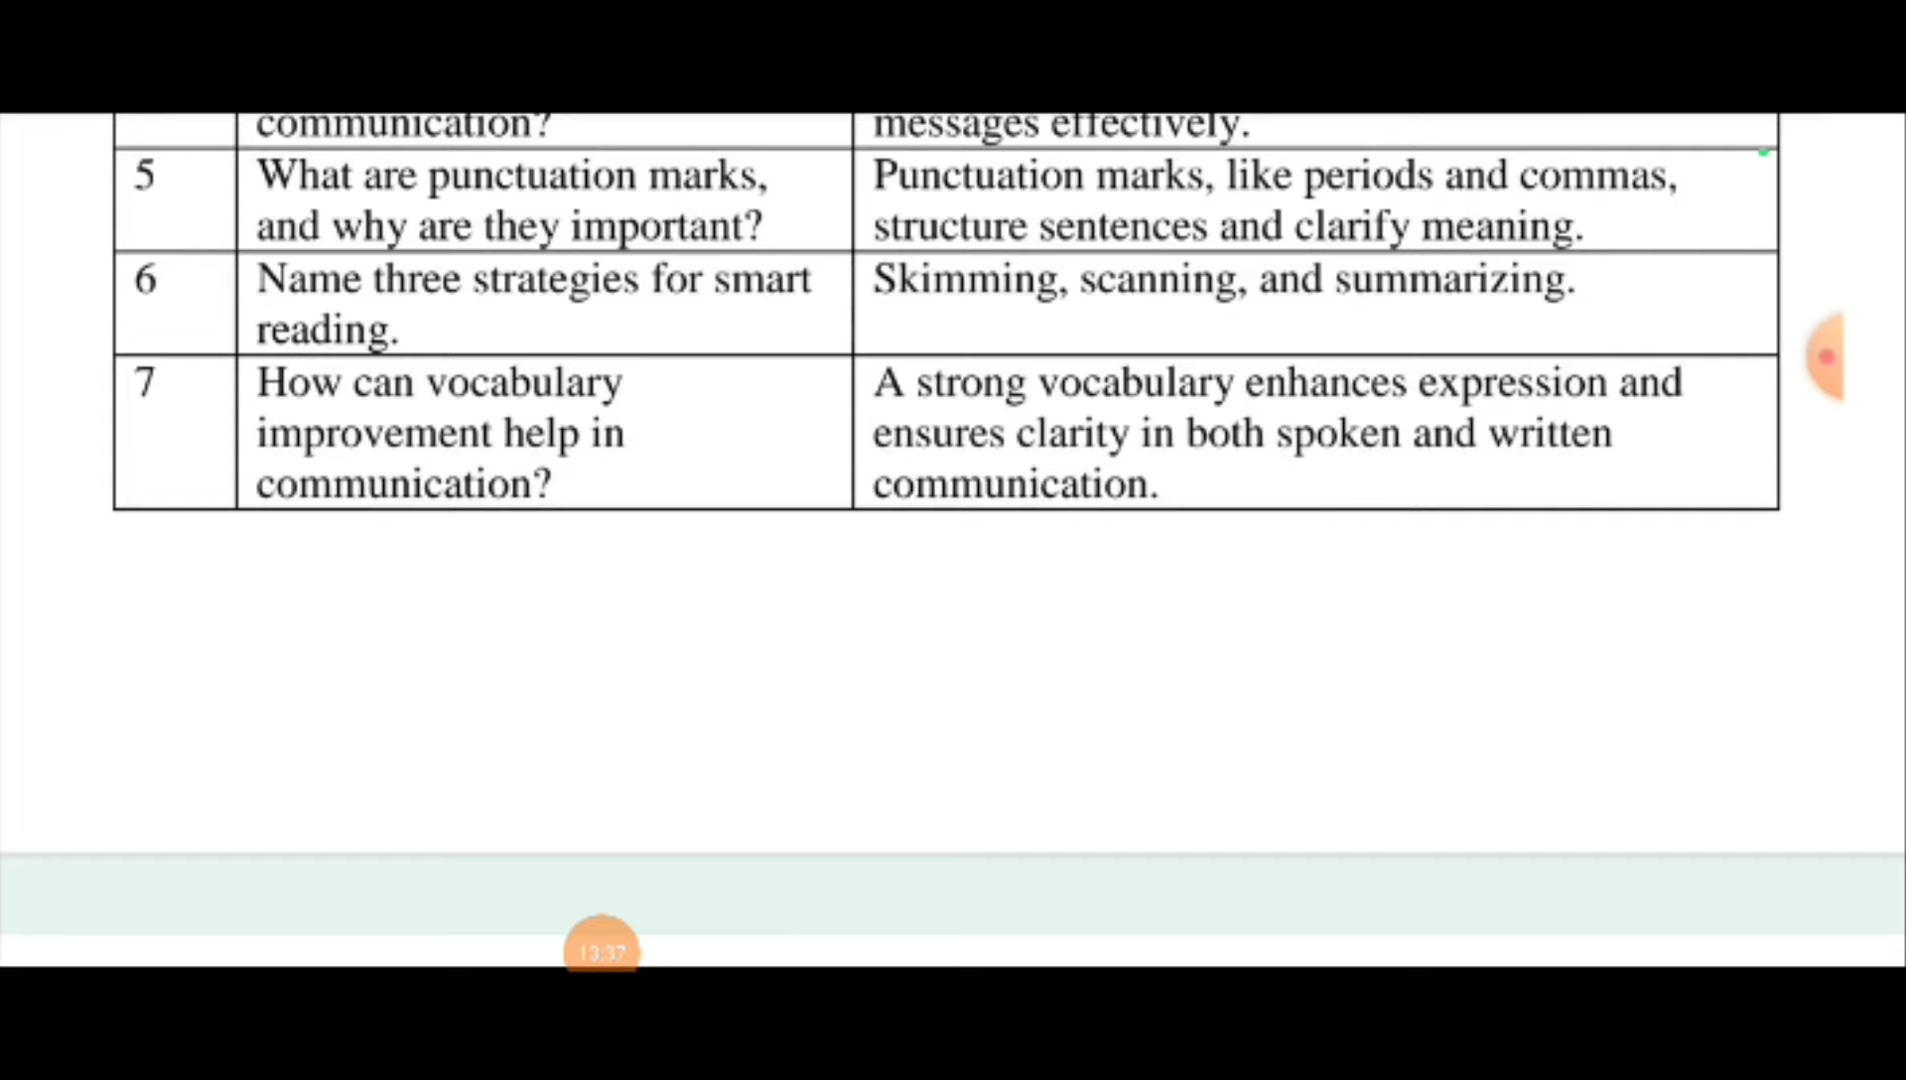 communication?
messages effectively.
5
What are punctuation marks,
and why are they important?
Punctuation marks, like periods and commas,
structure sentences and clarify meaning.
6
Name three strategies for smart
reading.
Skimming, scanning, and summarizing.
7
How can vocabulary
improvement help in
communication?
A strong vocabulary enhances expression and
ensures clarity in both spoken and written
communication.
13:37